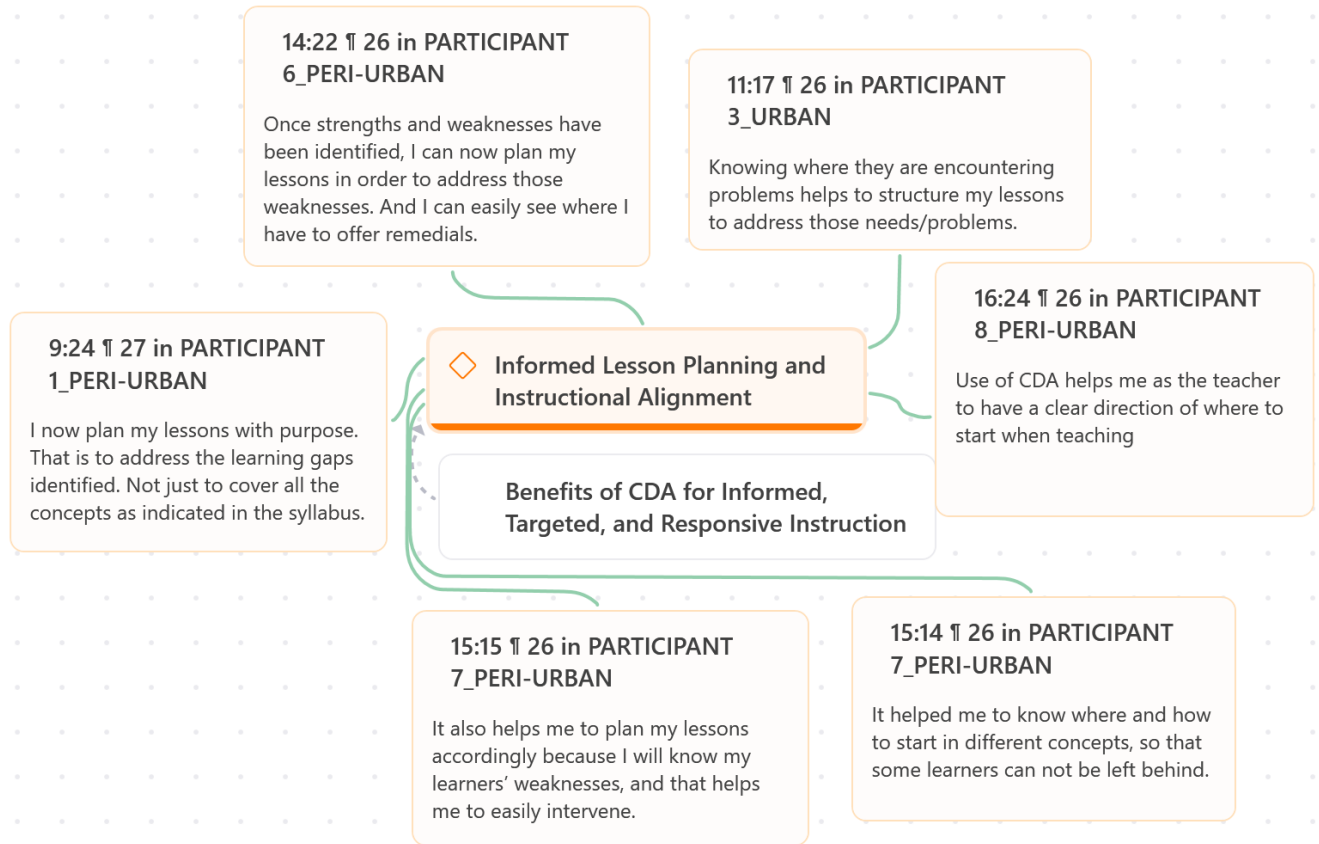 14:22 ¶ 26 in PARTICIPANT
6_PERI-URBAN
Once strengths and weaknesses have
been identified, I can now plan my
lessons in order to address those
weaknesses. And I can easily see where I
have to offer remedials.
11:17 ¶ 26 in PARTICIPANT
3_URBAN
Knowing where they are encountering
problems helps to structure my lessons
to address those needs/problems.
16:24 ¶ 26 in PARTICIPANT
8_PERI-URBAN
Use of CDA helps me as the teacher
to have a clear direction of where to
start when teaching
9:24 ¶ 27 in PARTICIPANT
1_PERI-URBAN
I now plan my lessons with purpose.
That is to address the learning gaps
identified. Not just to cover all the
concepts as indicated in the syllabus.
Informed Lesson Planning and
Instructional Alignment
Benefits of CDA for Informed,
Targeted, and Responsive Instruction
15:15 ¶ 26 in PARTICIPANT
7_PERI-URBAN
It also helps me to plan my lessons
accordingly because I will know my
learners’ weaknesses, and that helps
me to easily intervene.
15:14 ¶ 26 in PARTICIPANT
7_PERI-URBAN
It helped me to know where and how
to start in different concepts, so that
some learners can not be left behind.